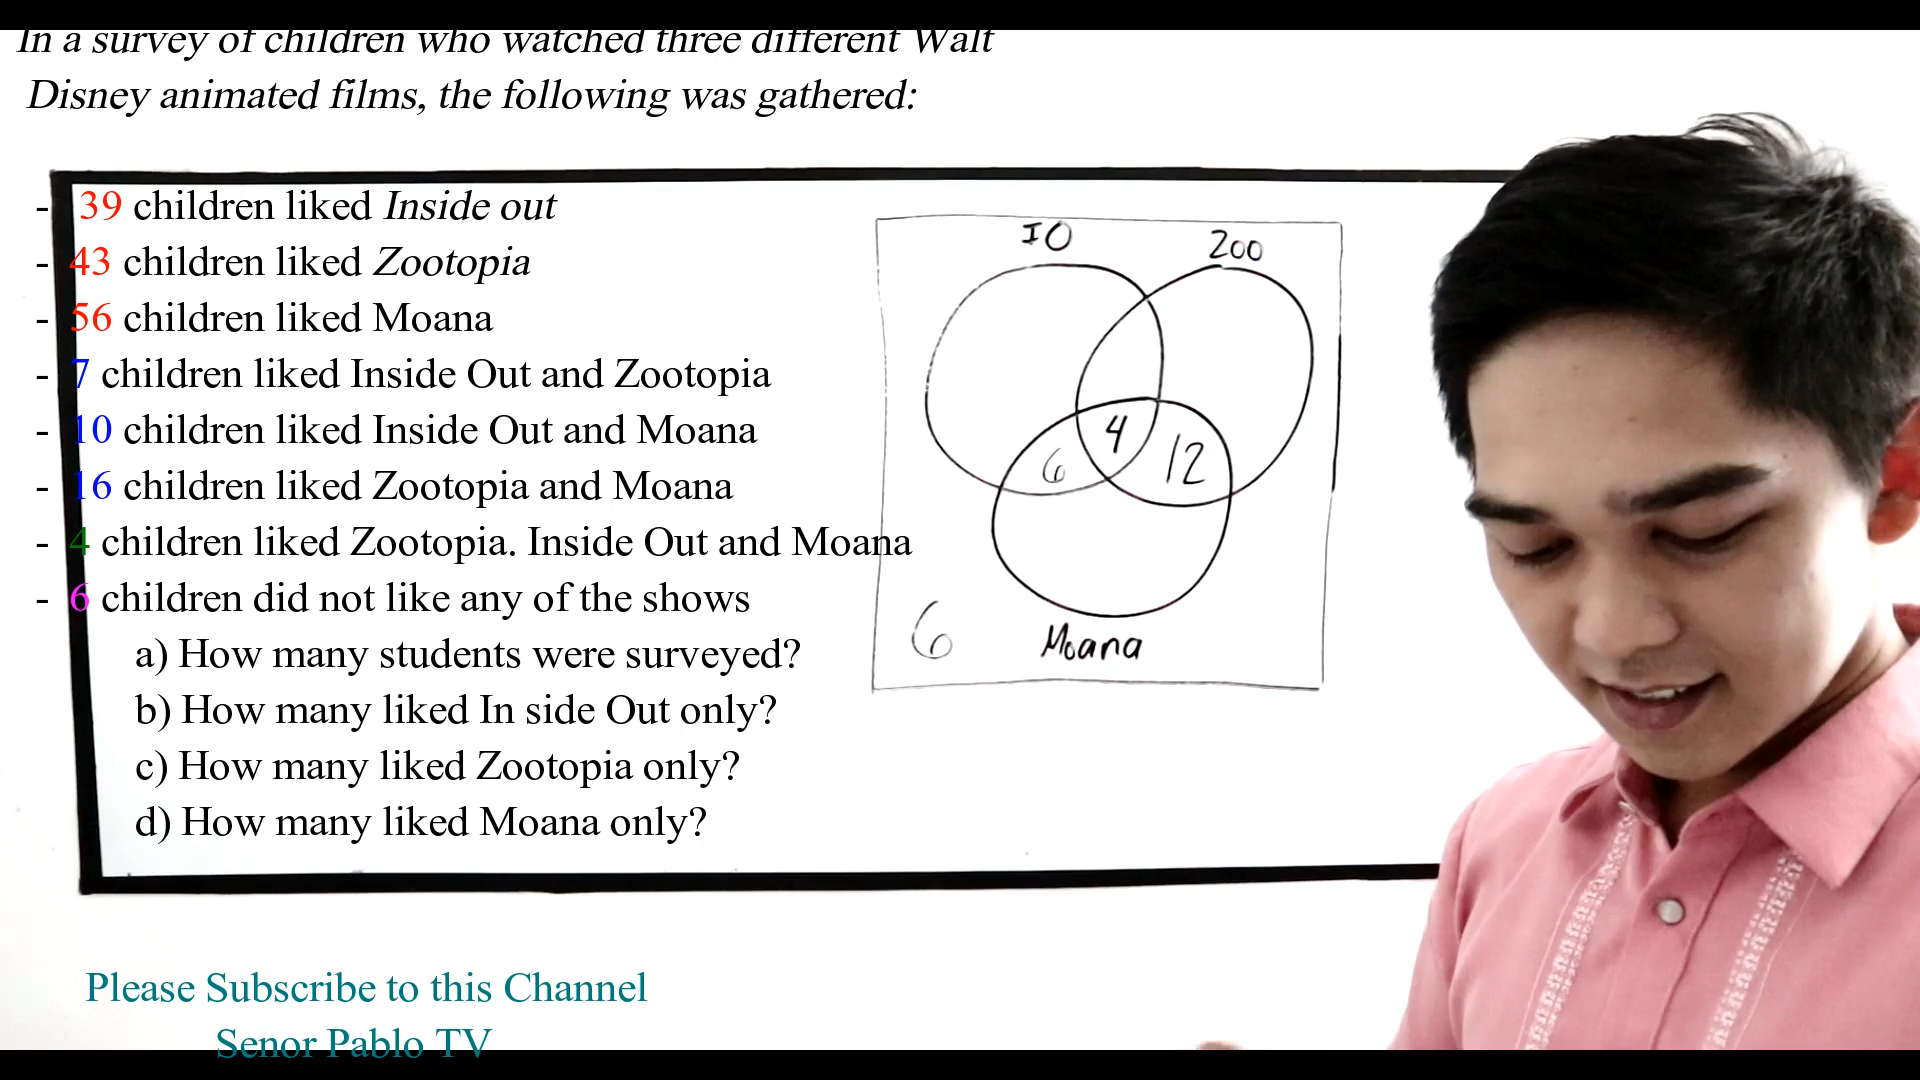 In a survey of children who watched three different Walt
Disney animated films, the following was gathered:
- 39 children liked Inside out
- 43 children liked Zootopia
- 56 children liked Moana
- 7 children liked Inside Out and Zootopia
- 10 children liked Inside Out and Moana
- 16 children liked Zootopia and Moana
- 4 children liked Zootopia. Inside Out and Moana
- 6 children did not like any of the shows
a) How many students were surveyed?
b) How many liked In side Out only?
c) How many liked Zootopia only?
d) How many liked Moana only?
IO
Zoo
4
6
12
6
Moana
Please Subscribe to this Channel
Senor Pablo TV